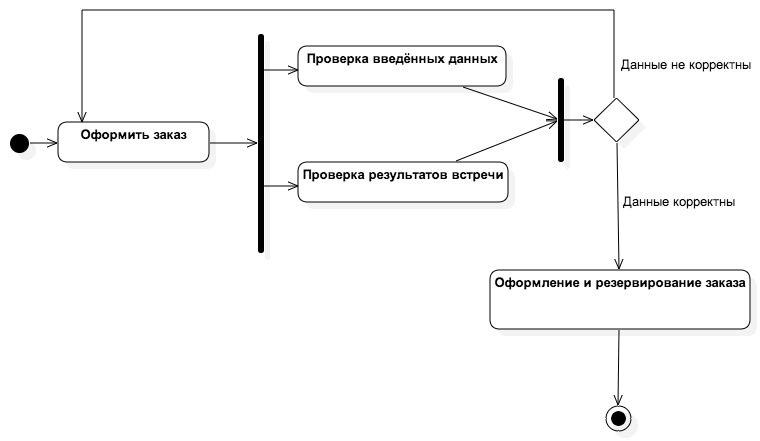 Проверка введённых данных
Данные не корректны
Оформить заказ
Проверка результатов встречи
Данные корректны
Оформление и резервирование заказа